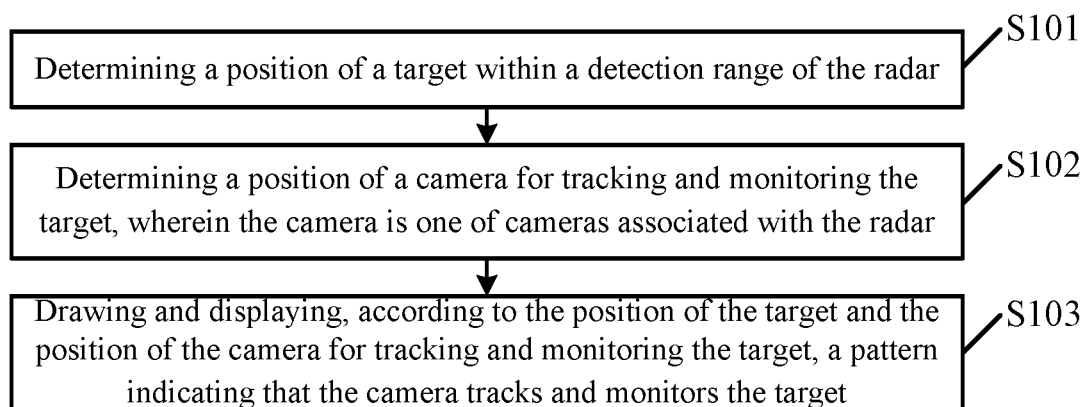 S101
Determining a position of a target within a detection range of the radar
S102
Determining a position of a camera for tracking and monitoring the
target, wherein the camera is one of cameras associated with the radar
S103
Drawing and displaying, according to the position of the target and the
position of the camera for tracking and monitoring the target, a pattern
indicating that the camera tracks and monitors the target